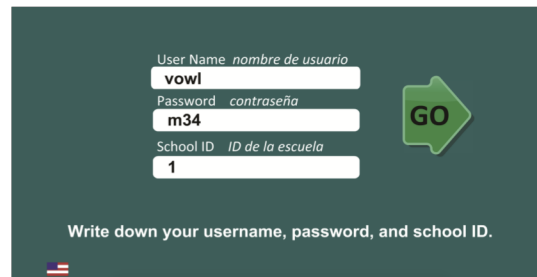 User Name nombre de usuario
vowl
Password contraseña
m34
GO
School ID ID de la escuela
1
Write down your username, password, and school ID.